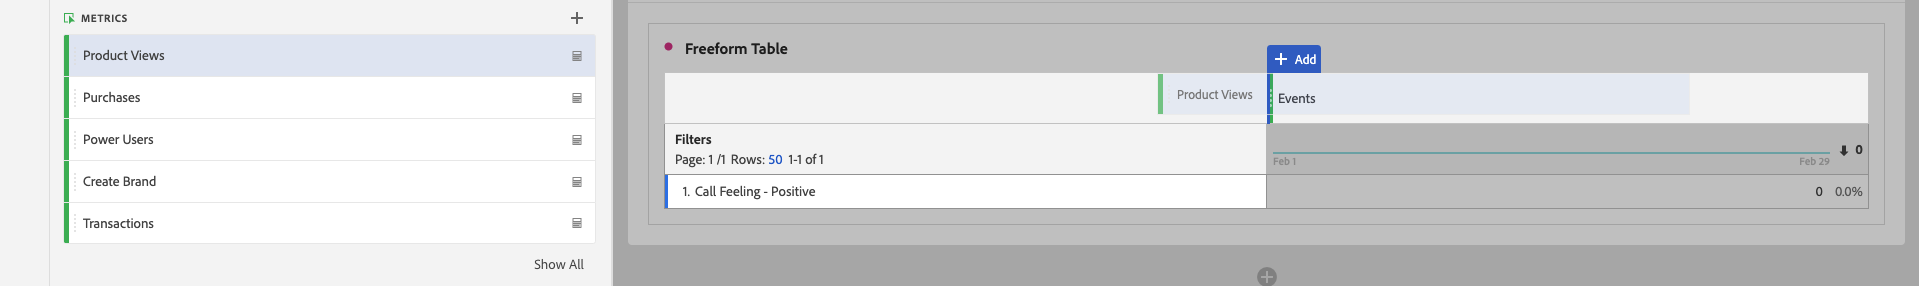 METRICS
Product Views
Purchases
Power Users
Create Brand
Transactions
Show All
Freeform Table
Add
Product Views
Events
Filters
Page: 1 /1 Rows: 50 1-1 of 1
Feb 1
Feb 29
0
1. Call Feeling - Positive
0 0.0%